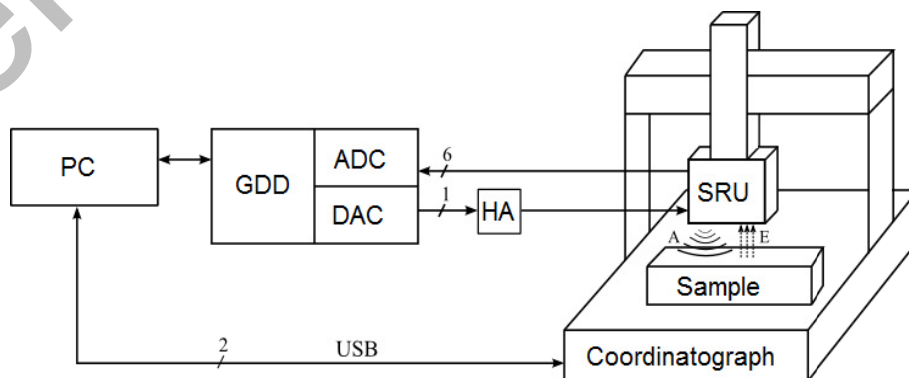 PC
GDD
ADC
DAC
6
1
HA
SRU
A
E
Sample
2
USB
Coordinatograph